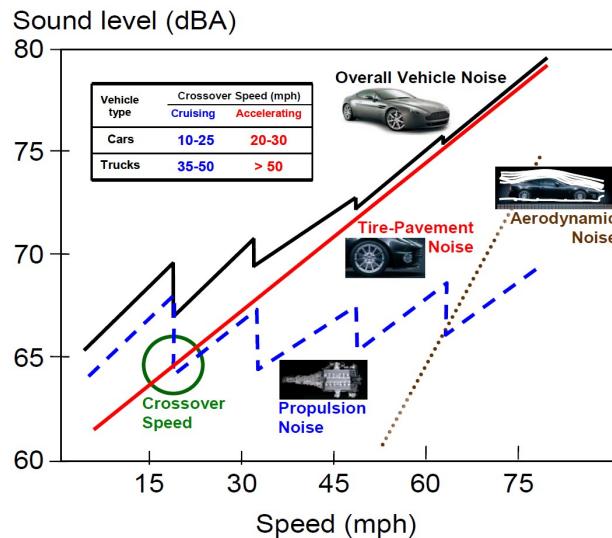 Sound level (dBA)
80
75
70
65
60
Vehicle type
Crossover Speed (mph)
Cruising
Accelerating
Cars
10-25
20-30
Trucks
35-50
> 50
Overall Vehicle Noise
Tire-Pavement
Noise
Aerodynamic
Noise
Crossover
Speed
Propulsion
Noise
15
30
45
60
75
Speed (mph)